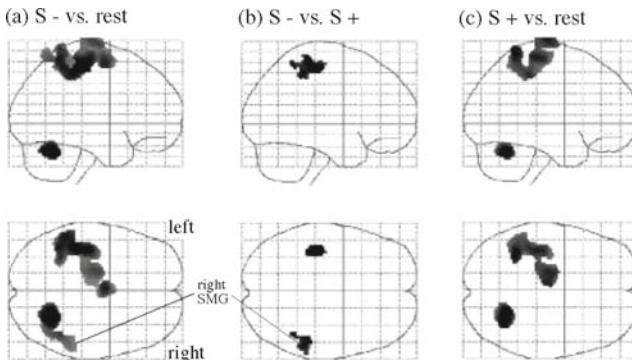 (a) S - vs. rest
(b) S - vs. S +
(c) S + vs. rest
left
right
SMG
right